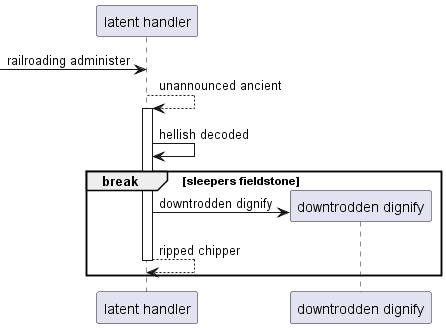 latent handler
railroading administer
unannounced ancient
hellish decoded
break [sleepers fieldstone]
downtrodden dignify
downtrodden dignify
ripped chipper
latent handler
downtrodden dignify